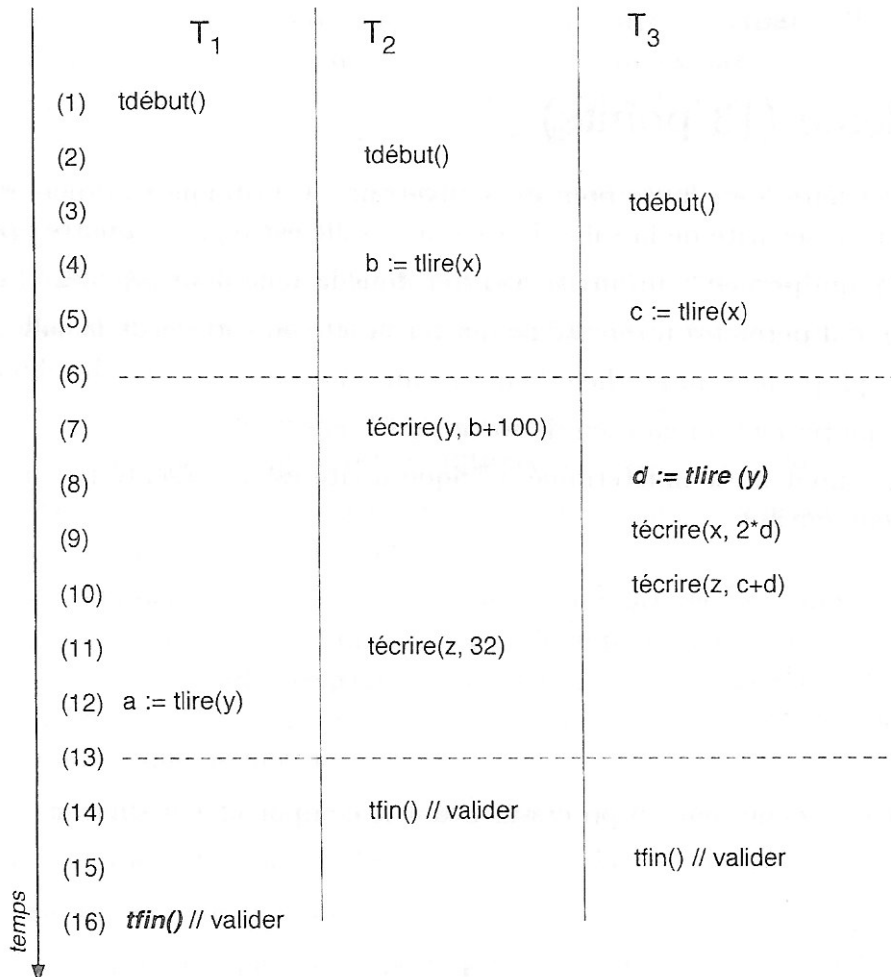 T1 T2 T3
(1) tdébut()
(2) tdébut()
(3) tdébut()
(4) b := tlire(x)
(5) c := tlire(x)
(6)
(7) técrire(y, b+100)
(8) d := tlire (y)
(9) técrire(x, 2*d)
(10) técrire(z, c+d)
(11) técrire(z, 32)
(12) a := tlire(y)
(13)
(14) tfin() // valider
(15) tfin() // valider
(16) tfin() // valider
temps